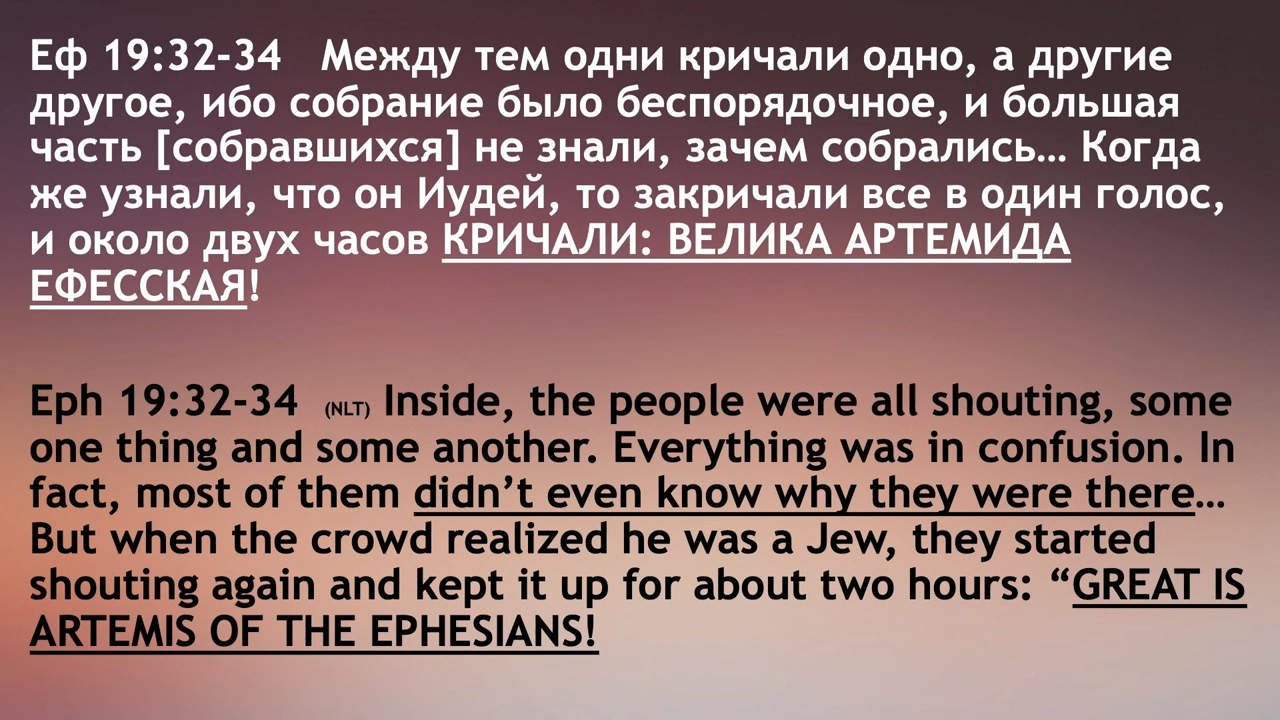 Еф 19:32-34 Между тем одни кричали одно, а другие
другое, ибо собрание было беспорядочное, и большая
часть [собравшихся] не знали, зачем собрались… Когда
же узнали, что он Иудей, то закричали все в один голос,
и около двух часов КРИЧАЛИ: ВЕЛИКА АРТЕМИДА
ЕФЕССКАЯ!
Eph 19:32-34 (NLT) Inside, the people were all shouting, some
one thing and some another. Everything was in confusion. In
fact, most of them didn’t even know why they were there…
But when the crowd realized he was a Jew, they started
shouting again and kept it up for about two hours: “GREAT IS
ARTEMIS OF THE EPHESIANS!